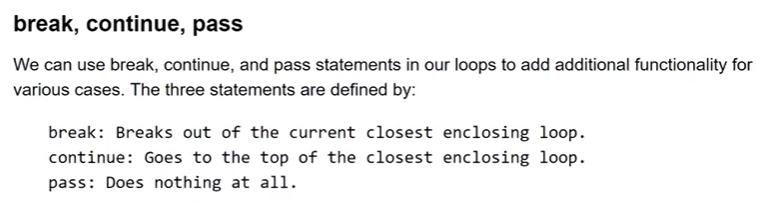 break, continue, pass
We can use break, continue, and pass statements in our loops to add additional functionality for
various cases. The three statements are defined by:
break: Breaks out of the current closest enclosing loop.
continue: Goes to the top of the closest enclosing loop.
pass: Does nothing at all.